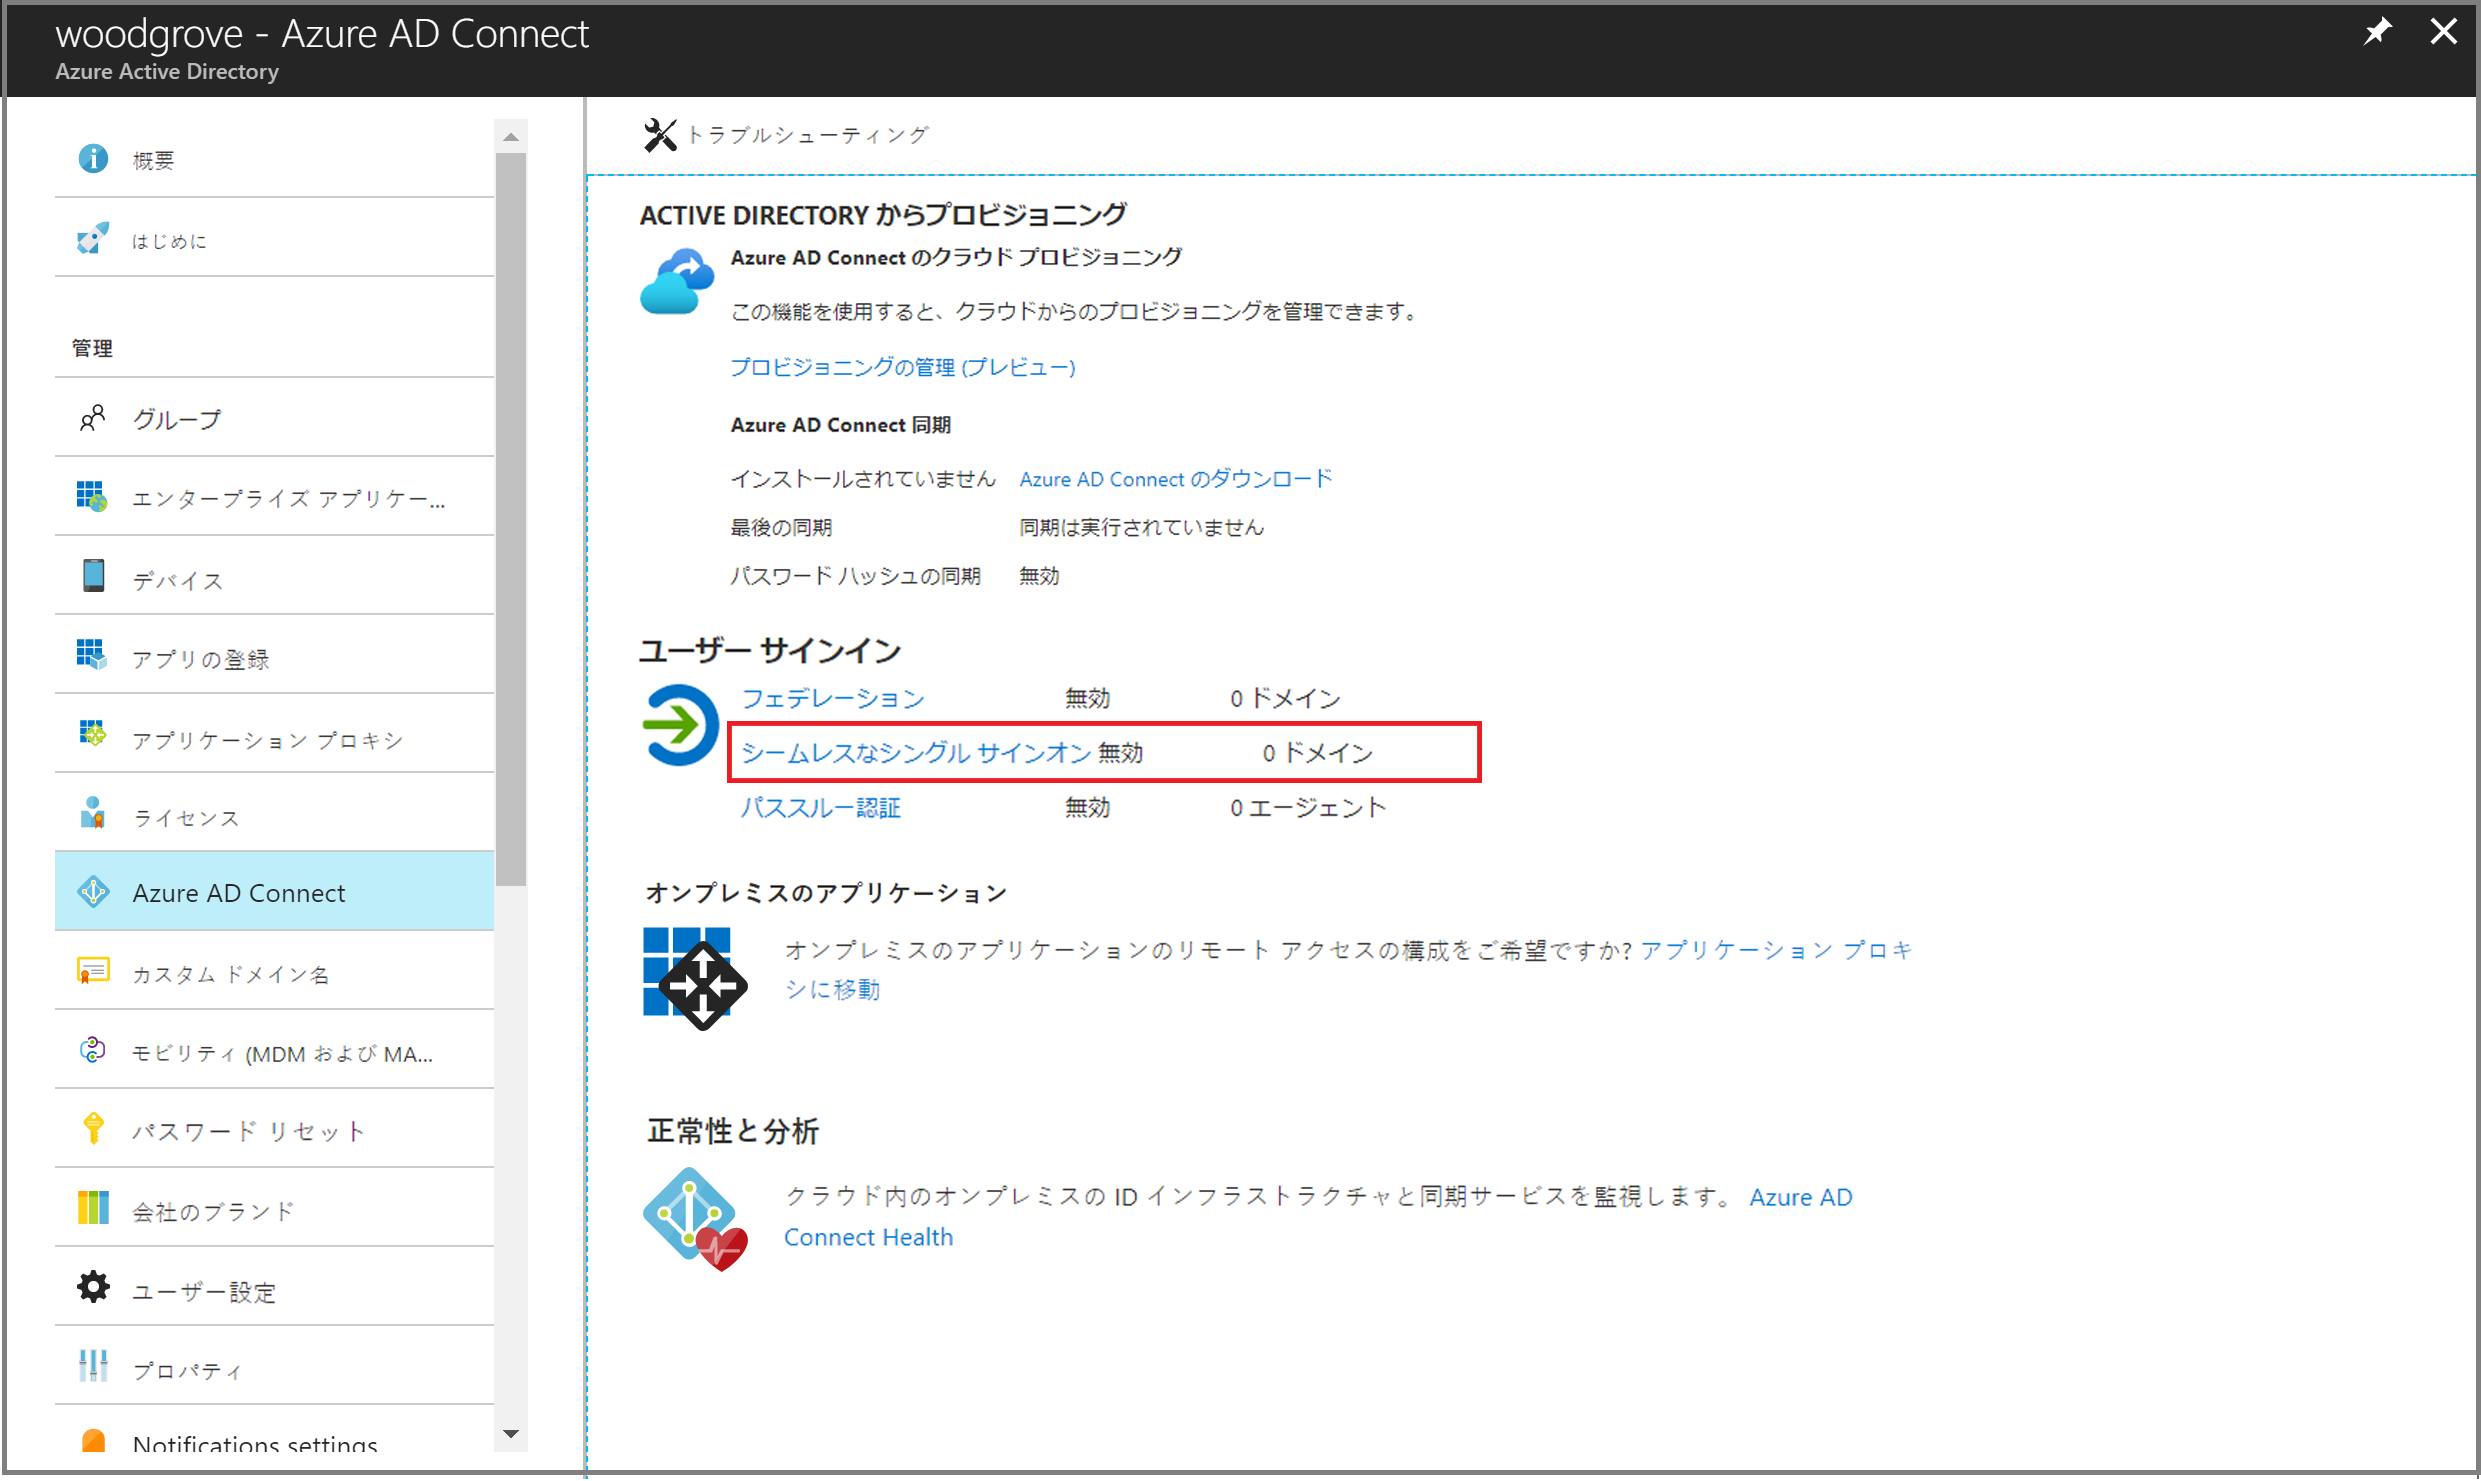 woodgrove - Azure AD Connect
Azure Active Directory
概要
はじめに
管理
グループ
エンタープライズ アプリケー...
デバイス
アプリの登録
アプリケーション プロキシ
ライセンス
Azure AD Connect
カスタム ドメイン名
モビリティ (MDM および MA...
パスワード リセット
会社のブランド
ユーザー設定
プロパティ
Notifications settings
トラブルシューティング
ACTIVE DIRECTORY からプロビジョニング
Azure AD Connect のクラウド プロビジョニング
この機能を使用すると、クラウドからのプロビジョニングを管理できます。
プロビジョニングの管理 (プレビュー)
Azure AD Connect 同期
インストールされていません Azure AD Connect のダウンロード
最後の同期 同期は実行されていません
パスワード ハッシュの同期 無効
ユーザー サインイン
フェデレーション 無効 0 ドメイン
シームレスなシングル サインオン 無効 0 ドメイン
パススルー認証 無効 0 エージェント
オンプレミスのアプリケーション
オンプレミスのアプリケーションのリモート アクセスの構成をご希望ですか? アプリケーション プロキ
シに移動
正常性と分析
クラウド内のオンプレミスの ID インフラストラクチャと同期サービスを監視します。 Azure AD
Connect Health